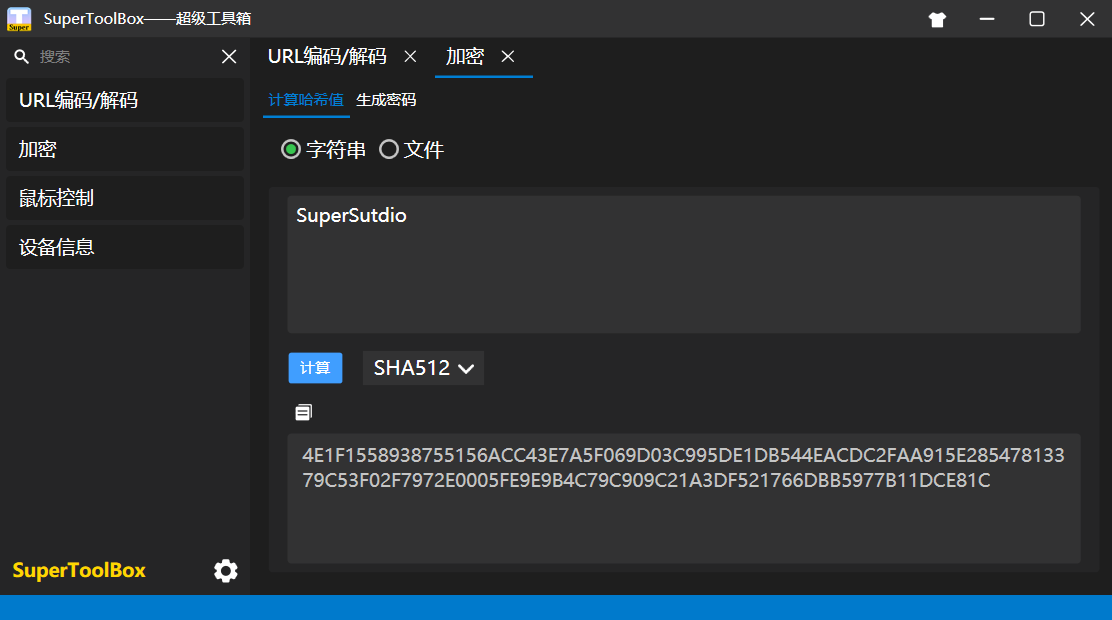 Super
SuperToolBox——超级工具箱
搜索
URL编码/解码
加密
鼠标控制
设备信息
SuperToolBox
URL编码/解码
加密
计算哈希值 生成密码
字符串 文件
SuperSutdio
计算 SHA512
4E1F1558938755156ACC43E7A5F069D03C995DE1DB544EACDC2FAA915E28547813
79C53F02F7972E0005FE9E9B4C79C909C21A3DF521766DBB5977B11DCE81C